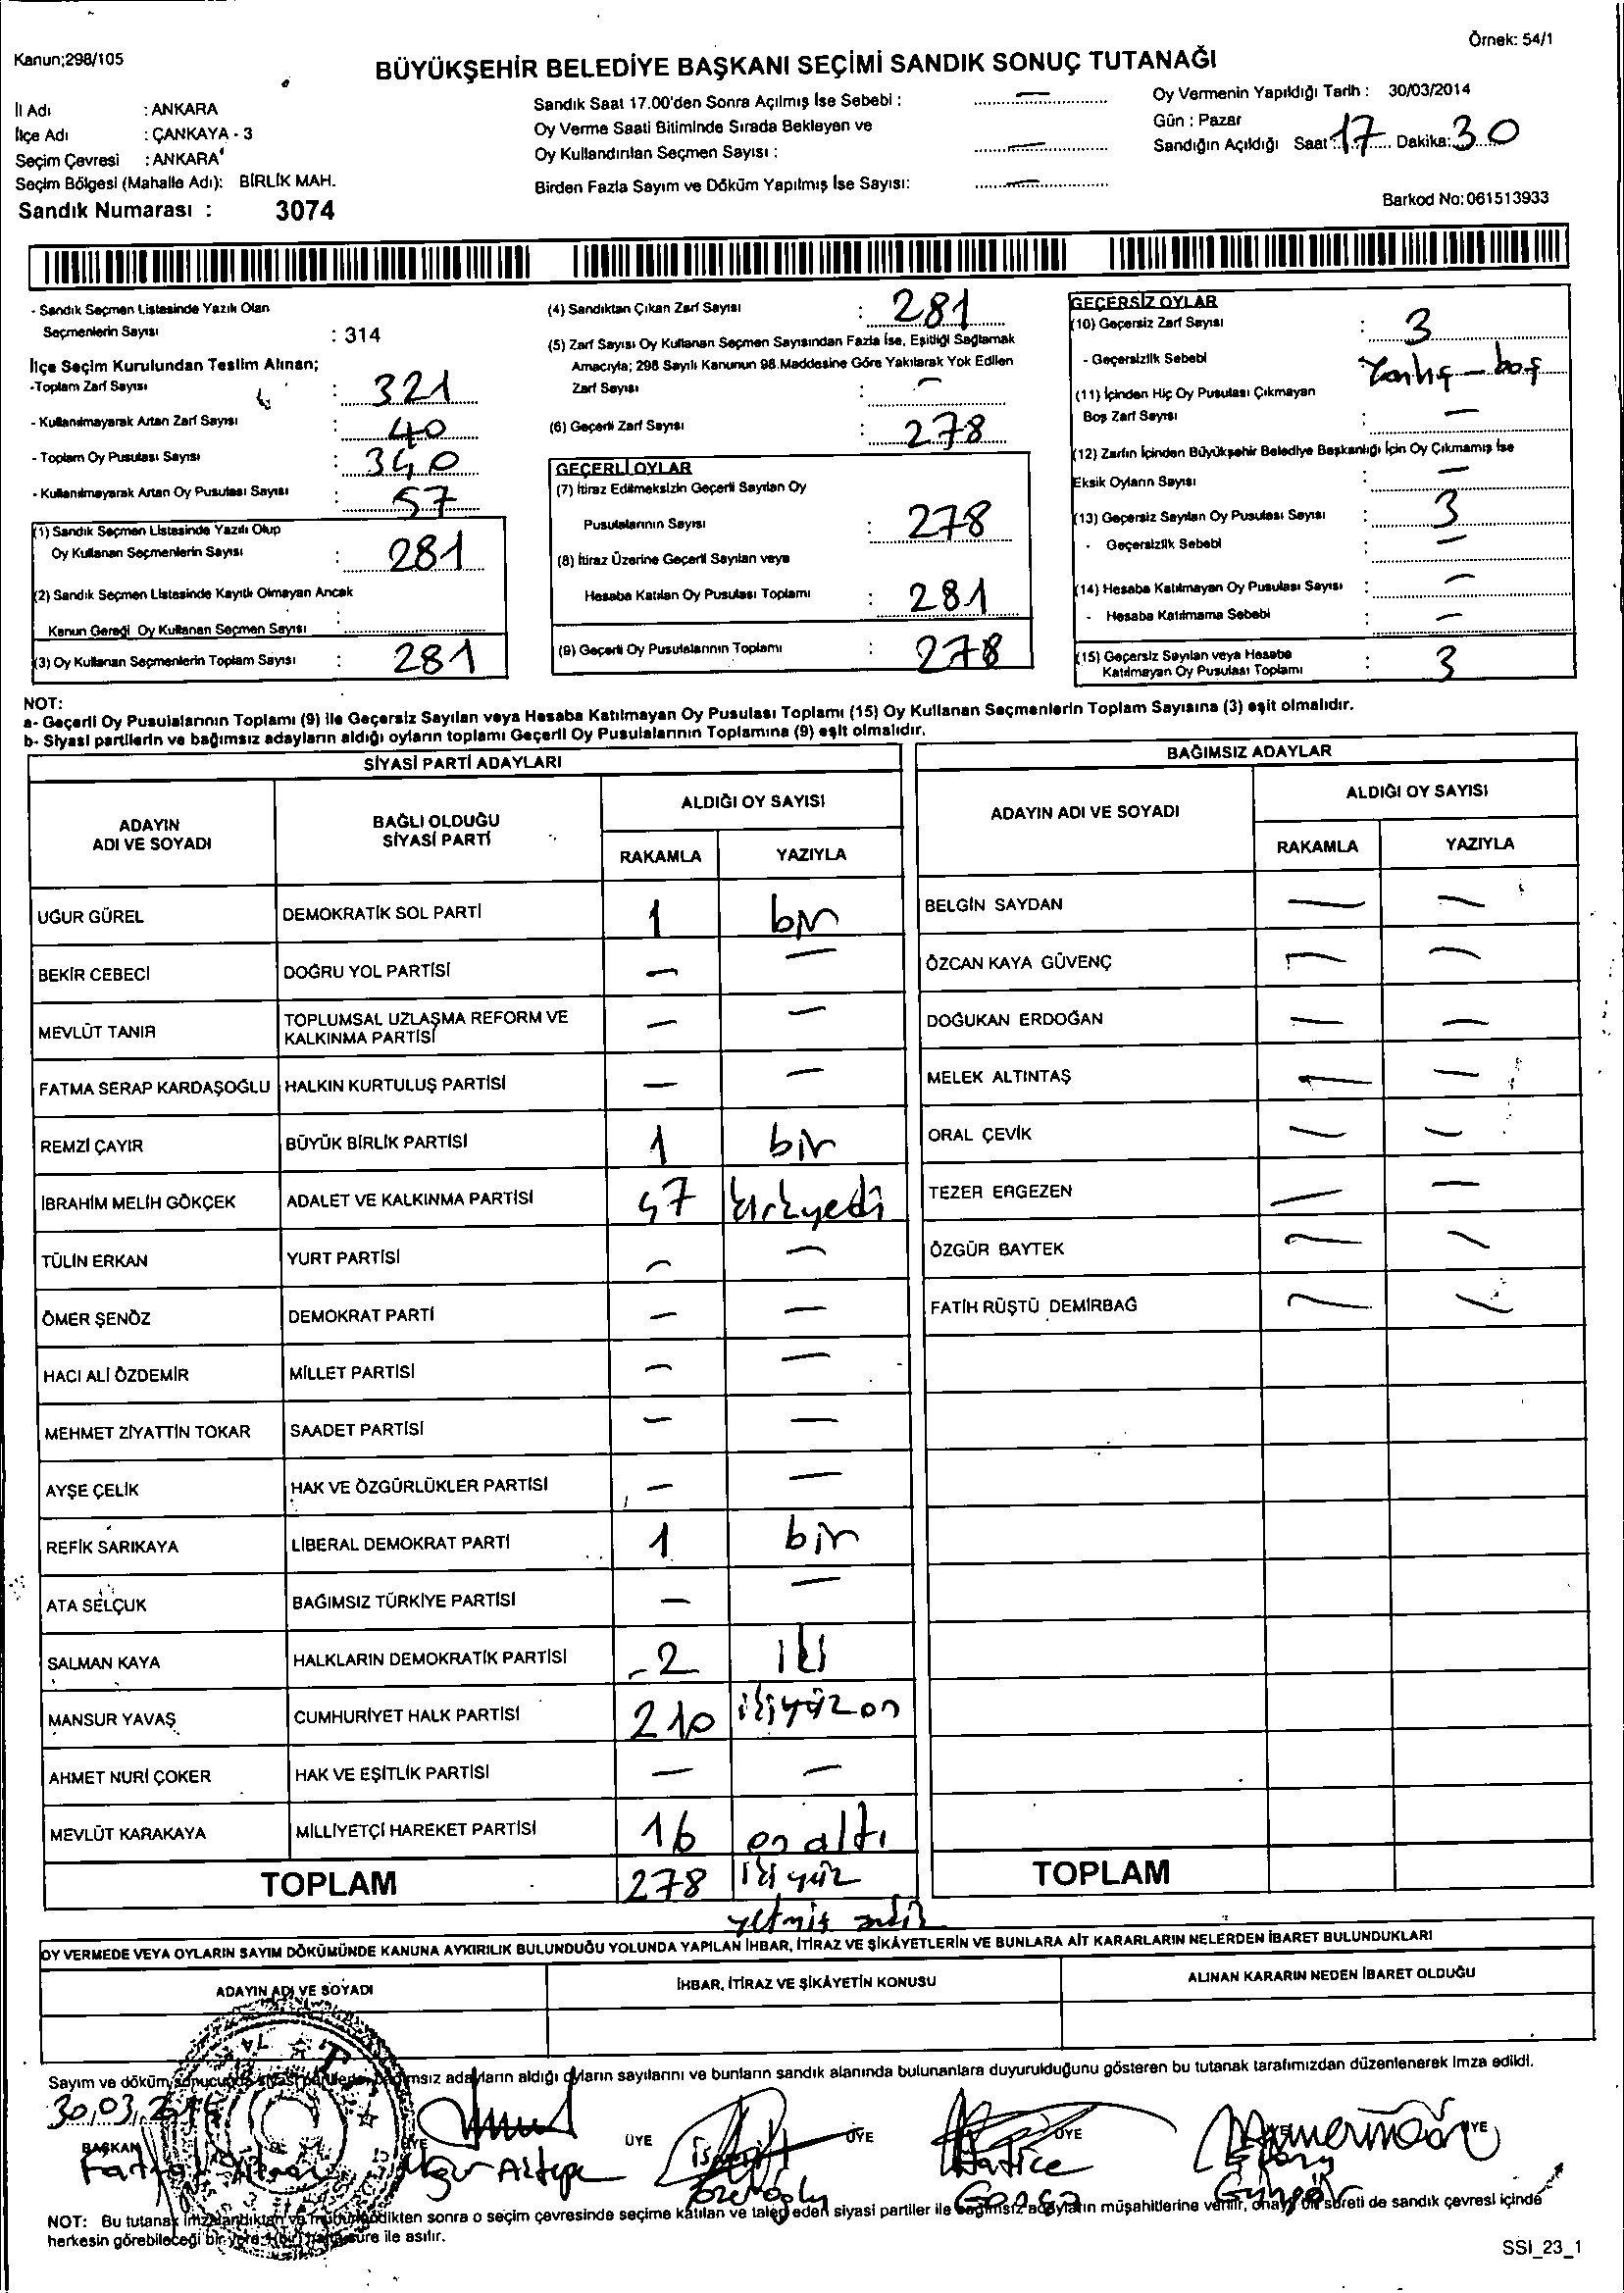 Örnek: 54/1
Kanun;298/105
BÜYÜKŞEHİR BELEDİYE BAŞKANI SEÇİMİ SANDIK SONUÇ TUTANAĞI
İl Adı : ANKARA
İlçe Adı : ÇANKAYA - 3
Seçim Çevresi : ANKARA
Seçim Bölgesi (Mahalle Adı): BİRLİK MAH.
Sandık Numarası : 3074
Sandık Saat 17.00'den Sonra Açılmış İse Sebebi : —
Oy Verme Saati Bitiminde Sırada Bekleyen ve
Oy Kullandırılan Seçmen Sayısı : —
Birden Fazla Sayım ve Döküm Yapılmış İse Sayısı: —
Oy Vermenin Yapıldığı Tarih : 30/03/2014
Gün : Pazar
Sandığın Açıldığı Saat: 17 Dakika: 30
Barkod No: 061513933
- Sandık Seçmen Listesinde Yazılı Olan
Seçmenlerin Sayısı : 314
İlçe Seçim Kurulundan Teslim Alınan;
-Toplam Zarf Sayısı : 321
- Kullanılmayarak Artan Zarf Sayısı : 40
- Toplam Oy Pusulası Sayısı : 340
- Kullanılmayarak Artan Oy Pusulası Sayısı : 57
(1) Sandık Seçmen Listesinde Yazılı Olup
Oy Kullanan Seçmenlerin Sayısı : 281
(2) Sandık Seçmen Listesinde Kayıtlı Olmayan Ancak
Kanun Gereği Oy Kullanan Seçmen Sayısı :
(3) Oy Kullanan Seçmenlerin Toplam Sayısı : 281
(4) Sandıktan Çıkan Zarf Sayısı : 281
(5) Zarf Sayısı Oy Kullanan Seçmen Sayısından Fazla İse, Eşitliği Sağlamak
Amacıyla; 298 Sayılı Kanunun 98.Maddesine Göre Yakılarak Yok Edilen
Zarf Sayısı : —
(6) Geçerli Zarf Sayısı : 278
GEÇERLİ OYLAR
(7) İtiraz Edilmeksizin Geçerli Sayılan Oy
Pusulalarının Sayısı : 278
(8) İtiraz Üzerine Geçerli Sayılan veya
Hesaba Katılan Oy Pusulası Toplamı : 281
(9) Geçerli Oy Pusulalarının Toplamı : 278
GEÇERSİZ OYLAR
(10) Geçersiz Zarf Sayısı : 3
- Geçersizlik Sebebi Yanlış - boş
(11) İçinden Hiç Oy Pusulası Çıkmayan
Boş Zarf Sayısı : —
(12) Zarfın İçinden Büyükşehir Belediye Başkanlığı İçin Oy Çıkmamış İse
Eksik Oyların Sayısı : —
(13) Geçersiz Sayılan Oy Pusulası Sayısı : 3
- Geçersizlik Sebebi : —
(14) Hesaba Katılmayan Oy Pusulası Sayısı : —
- Hesaba Katılmama Sebebi : —
(15) Geçersiz Sayılan veya Hesaba
Katılmayan Oy Pusulası Toplamı : 3
NOT:
a- Geçerli Oy Pusulalarının Toplamı (9) ile Geçersiz Sayılan veya Hesaba Katılmayan Oy Pusulası Toplamı (15) Oy Kullanan Seçmenlerin Toplam Sayısına (3) eşit olmalıdır.
b- Siyasi partilerin ve bağımsız adayların aldığı oyların toplamı Geçerli Oy Pusulalarının Toplamına (9) eşit olmalıdır.
SİYASİ PARTİ ADAYLARI
ADAYIN ADI VE SOYADI BAĞLI OLDUĞU SİYASİ PARTİ ALDIĞI OY SAYISI
RAKAMLA YAZIYLA
UĞUR GÜREL DEMOKRATİK SOL PARTİ 1 bir
BEKİR CEBECİ DOĞRU YOL PARTİSİ — —
MEVLÜT TANIR TOPLUMSAL UZLAŞMA REFORM VE KALKINMA PARTİSİ — —
FATMA SERAP KARDAŞOĞLU HALKIN KURTULUŞ PARTİSİ — —
REMZİ ÇAYIR BÜYÜK BİRLİK PARTİSİ 1 bir
İBRAHİM MELİH GÖKÇEK ADALET VE KALKINMA PARTİSİ 47 kırkyedi
TÜLİN ERKAN YURT PARTİSİ — —
ÖMER ŞENÖZ DEMOKRAT PARTİ — —
HACI ALİ ÖZDEMİR MİLLET PARTİSİ — —
MEHMET ZİYATTİN TOKAR SAADET PARTİSİ — —
AYŞE ÇELİK HAK VE ÖZGÜRLÜKLER PARTİSİ — —
REFİK SARIKAYA LİBERAL DEMOKRAT PARTİ 1 bir
ATA SELÇUK BAĞIMSIZ TÜRKİYE PARTİSİ — —
SALMAN KAYA HALKLARIN DEMOKRATİK PARTİSİ 2 iki
MANSUR YAVAŞ CUMHURİYET HALK PARTİSİ 210 ikiyüzon
AHMET NURİ ÇOKER HAK VE EŞİTLİK PARTİSİ — —
MEVLÜT KARAKAYA MİLLİYETÇİ HAREKET PARTİSİ 16 onaltı
TOPLAM 278 ikiyüz
yetmiş sekiz
BAĞIMSIZ ADAYLAR
ADAYIN ADI VE SOYADI ALDIĞI OY SAYISI
RAKAMLA YAZIYLA
BELGİN SAYDAN — —
ÖZCAN KAYA GÜVENÇ — —
DOĞUKAN ERDOĞAN — —
MELEK ALTINTAŞ — —
ORAL ÇEVİK — —
TEZER ERGEZEN — —
ÖZGÜR BAYTEK — —
FATİH RÜŞTÜ DEMİRBAĞ — —
TOPLAM
OY VERMEDE VEYA OYLARIN SAYIM DÖKÜMÜNDE KANUNA AYKIRILIK BULUNDUĞU YOLUNDA YAPILAN İHBAR, İTİRAZ VE ŞİKÂYETLERİN VE BUNLARA AİT KARARLARIN NELERDEN İBARET BULUNDUKLARI
ADAYIN ADI VE SOYADI İHBAR, İTİRAZ VE ŞİKÂYETİN KONUSU ALINAN KARARIN NEDEN İBARET OLDUĞU
Sayım ve döküm sonucunda siyasi partilerin, bağımsız adayların aldığı oyların sayılarını ve bunların sandık alanında bulunanlara duyurulduğunu gösteren bu tutanak tarafımızdan düzenlenerek imza edildi.
30.03.2014
BAŞKAN ÜYE ÜYE ÜYE ÜYE ÜYE
Uğur Altepe
Hatice
Gonca
Güngör
NOT: Bu tutanak imzalandıktan ve mühürlendikten sonra o seçim çevresinde seçime katılan ve talep eden siyasi partiler ile bağımsız adayların müşahitlerine verilir, onaylı bir sureti de sandık çevresi içinde
herkesin görebileceği bir yere 1 (bir) hafta süre ile asılır.
SSI_23_1